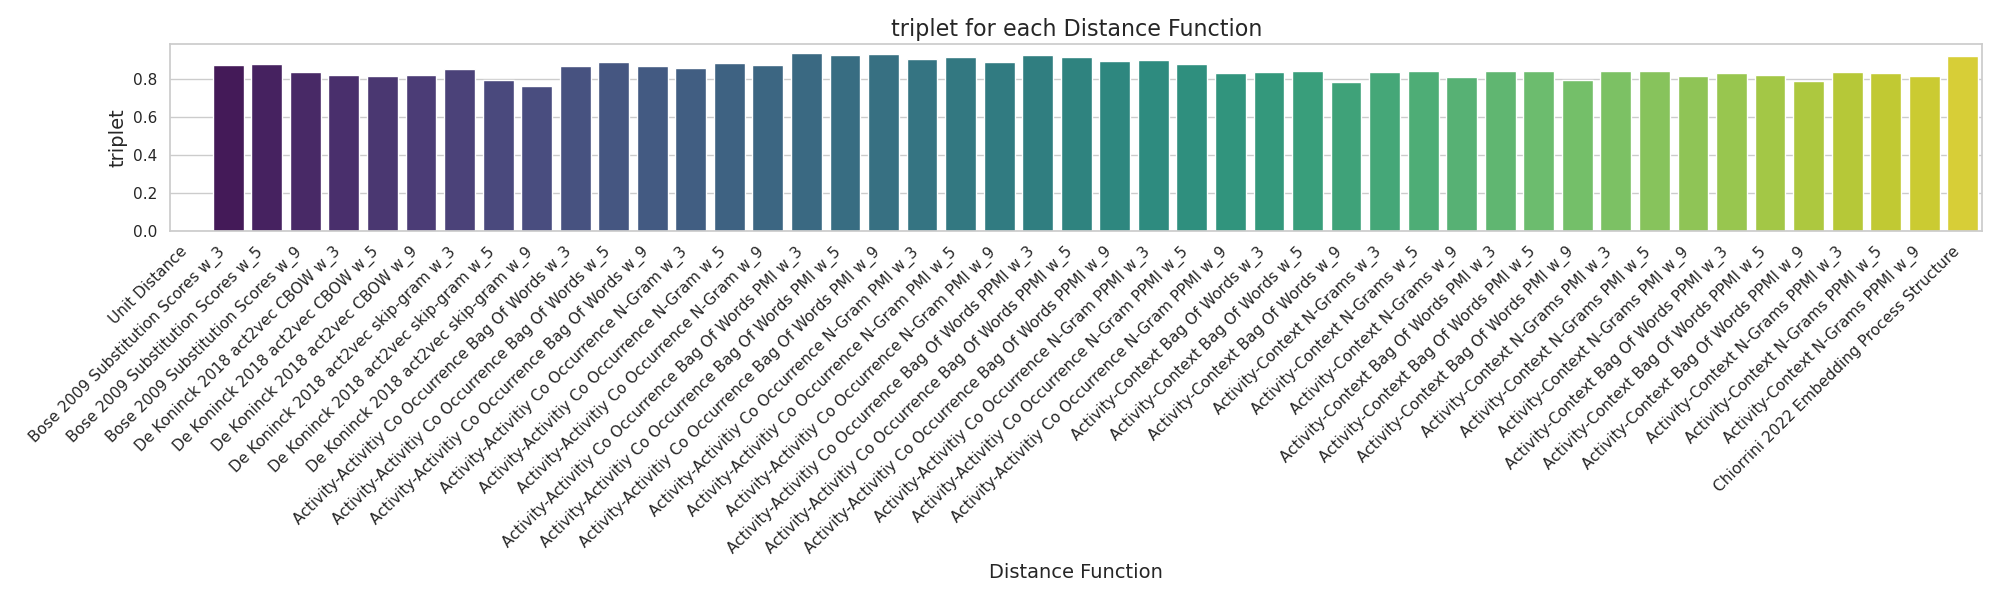 triplet for each Distance Function
triplet
0.8
0.6
0.4
0.2
0.0
Unit Distance
Bose 2009 Substitution Scores w_3
Bose 2009 Substitution Scores w_5
Bose 2009 Substitution Scores w_9
De Koninck 2018 act2vec CBOW w_3
De Koninck 2018 act2vec CBOW w_5
De Koninck 2018 act2vec CBOW w_9
De Koninck 2018 act2vec skip-gram w_3
De Koninck 2018 act2vec skip-gram w_5
De Koninck 2018 act2vec skip-gram w_9
Activity-Activitiy Co Occurrence Bag Of Words w_3
Activity-Activitiy Co Occurrence Bag Of Words w_5
Activity-Activitiy Co Occurrence Bag Of Words w_9
Activity-Activitiy Co Occurrence N-Gram w_3
Activity-Activitiy Co Occurrence N-Gram w_5
Activity-Activitiy Co Occurrence N-Gram w_9
Activity-Activitiy Co Occurrence Bag Of Words PMI w_3
Activity-Activitiy Co Occurrence Bag Of Words PMI w_5
Activity-Activitiy Co Occurrence Bag Of Words PMI w_9
Activity-Activitiy Co Occurrence N-Gram PMI w_3
Activity-Activitiy Co Occurrence N-Gram PMI w_5
Activity-Activitiy Co Occurrence N-Gram PMI w_9
Activity-Activitiy Co Occurrence Bag Of Words PPMI w_3
Activity-Activitiy Co Occurrence Bag Of Words PPMI w_5
Activity-Activitiy Co Occurrence Bag Of Words PPMI w_9
Activity-Activitiy Co Occurrence N-Gram PPMI w_3
Activity-Activitiy Co Occurrence N-Gram PPMI w_5
Activity-Activitiy Co Occurrence N-Gram PPMI w_9
Activity-Context Bag Of Words w_3
Activity-Context Bag Of Words w_5
Activity-Context Bag Of Words w_9
Activity-Context N-Grams w_3
Activity-Context N-Grams w_5
Activity-Context N-Grams w_9
Activity-Context Bag Of Words PMI w_3
Activity-Context Bag Of Words PMI w_5
Activity-Context Bag Of Words PMI w_9
Activity-Context N-Grams PMI w_3
Activity-Context N-Grams PMI w_5
Activity-Context N-Grams PMI w_9
Activity-Context Bag Of Words PPMI w_3
Activity-Context Bag Of Words PPMI w_5
Activity-Context Bag Of Words PPMI w_9
Activity-Context N-Grams PPMI w_3
Activity-Context N-Grams PPMI w_5
Activity-Context N-Grams PPMI w_9
Chiorrini 2022 Embedding Process Structure
Distance Function